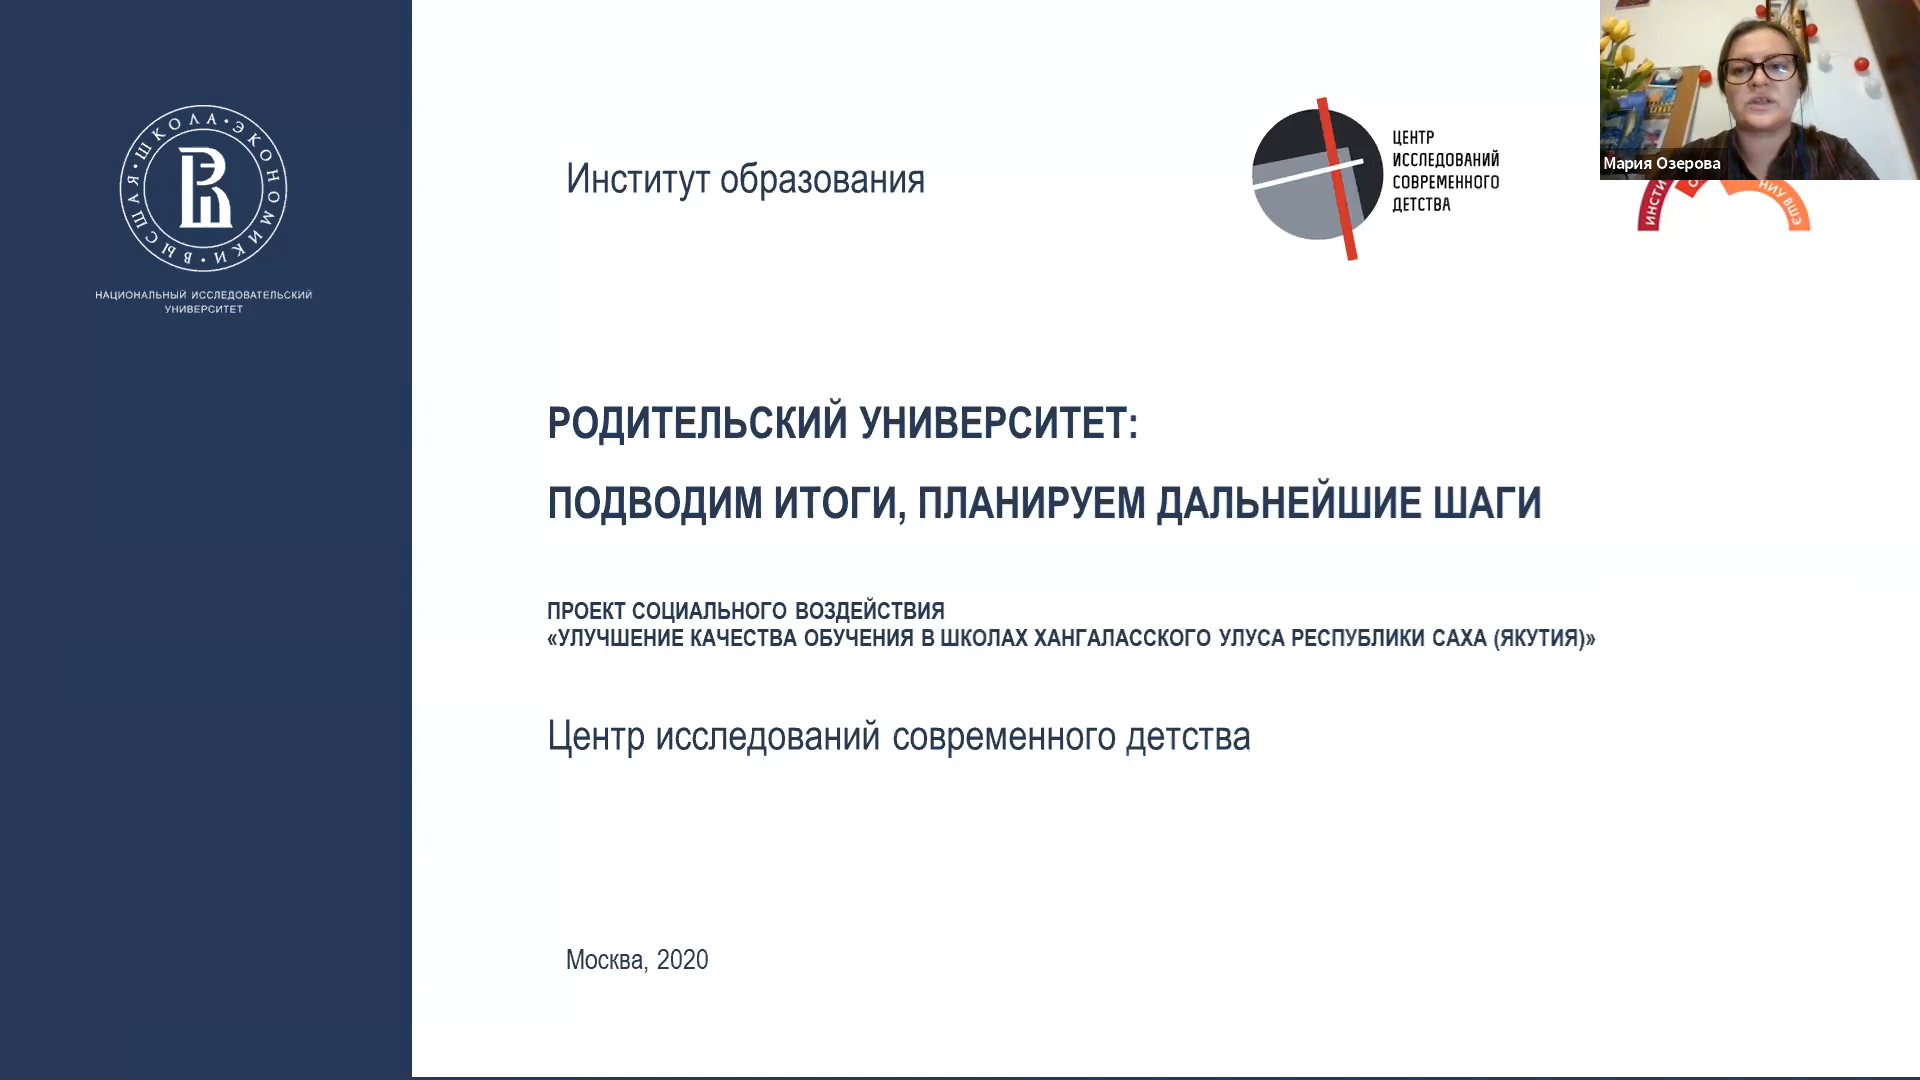 ВЫСШАЯ • ШКОЛА • ЭКОНОМИКИ •
НАЦИОНАЛЬНЫЙ ИССЛЕДОВАТЕЛЬСКИЙ
УНИВЕРСИТЕТ
Институт образования
ЦЕНТР
ИССЛЕДОВАНИЙ
СОВРЕМЕННОГО
ДЕТСТВА
Мария Озерова
НИУ ВШЭ
РОДИТЕЛЬСКИЙ УНИВЕРСИТЕТ:
ПОДВОДИМ ИТОГИ, ПЛАНИРУЕМ ДАЛЬНЕЙШИЕ ШАГИ
ПРОЕКТ СОЦИАЛЬНОГО ВОЗДЕЙСТВИЯ
«УЛУЧШЕНИЕ КАЧЕСТВА ОБУЧЕНИЯ В ШКОЛАХ ХАНГАЛАССКОГО УЛУСА РЕСПУБЛИКИ САХА (ЯКУТИЯ)»
Центр исследований современного детства
Москва, 2020